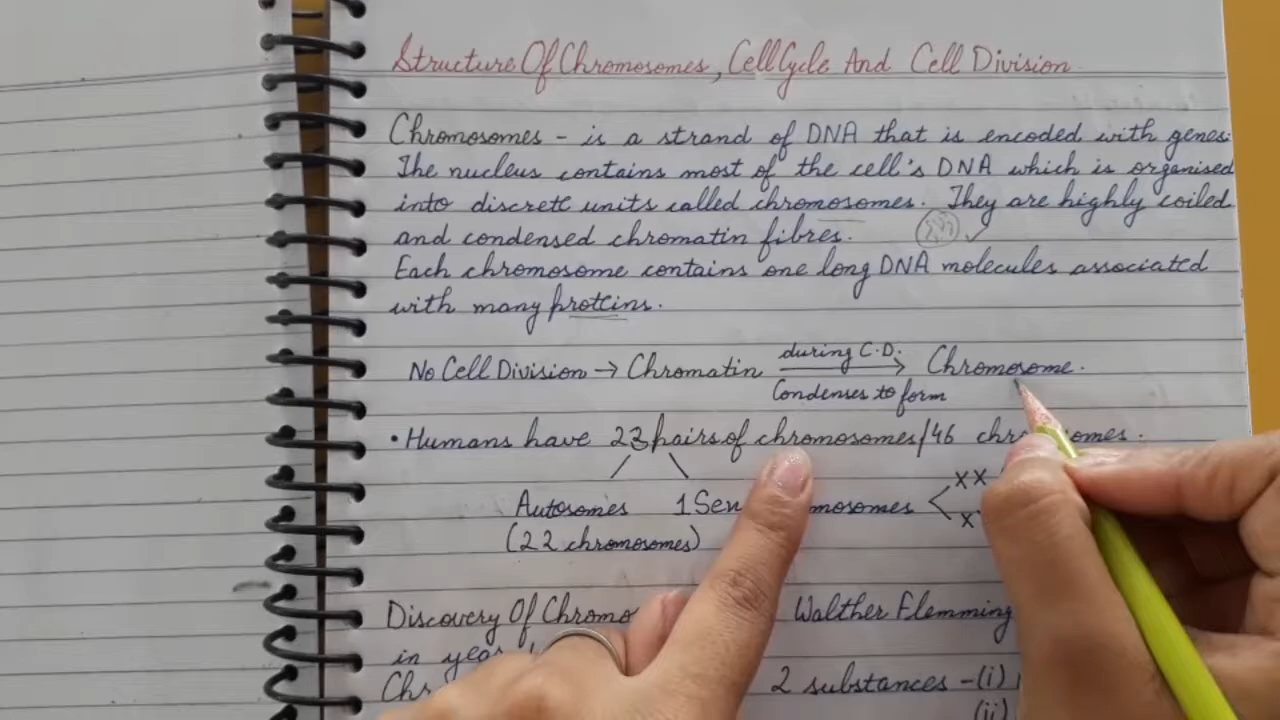 Structure Of Chromosomes, Cell Cycle And Cell Division
Chromosomes - is a strand of DNA that is encoded with genes.
The nucleus contains most of the cell's DNA which is organised
into discrete units called chromosomes. They are highly coiled
and condensed chromatin fibres.
Each chromosome contains one long DNA molecules associated
with many proteins.
during C.D.
No Cell Division → Chromatin → Chromosome.
Condenses to form
• Humans have 23 pairs of chromosomes/46
XX
Autosomes 1
(22 chromosomes)
Discovery Of Walther Flemming
in
2 substances - (i)
(ii)